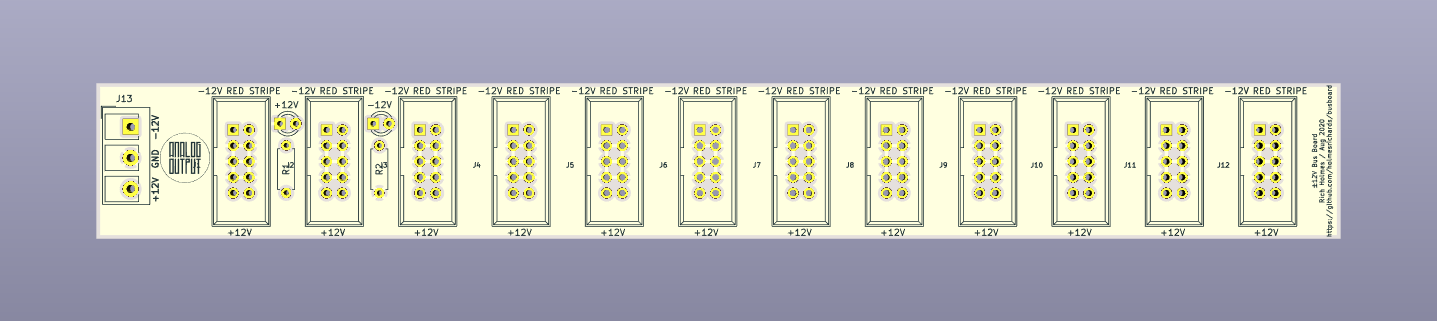 J13
-12V
GND
+12V
ANALOG
OUTPUT
-12V RED STRIPE
-12V RED STRIPE
-12V RED STRIPE
-12V RED STRIPE
-12V RED STRIPE
-12V RED STRIPE
-12V RED STRIPE
-12V RED STRIPE
-12V RED STRIPE
-12V RED STRIPE
-12V RED STRIPE
-12V RED STRIPE
+12V
-12V
R1
J2
R2
J3
J4
J5
J6
J7
J8
J9
J10
J11
J12
+12V
+12V
+12V
+12V
+12V
+12V
+12V
+12V
+12V
+12V
+12V
+12V
±12V Bus Board
Rich Holmes / Aug 2020
https://github.com/holmesrichards/busboard